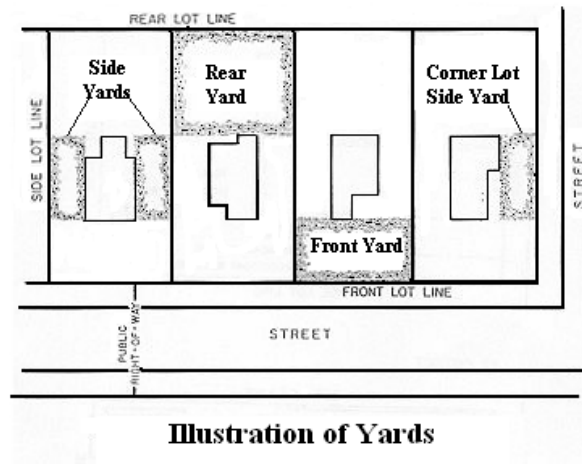 REAR LOT LINE
Side
Yards
Rear
Yard
Corner Lot
Side Yard
SIDE LOT LINE
STREET
Front Yard
FRONT LOT LINE
PUBLIC
RIGHT-OF-WAY
STREET
Illustration of Yards